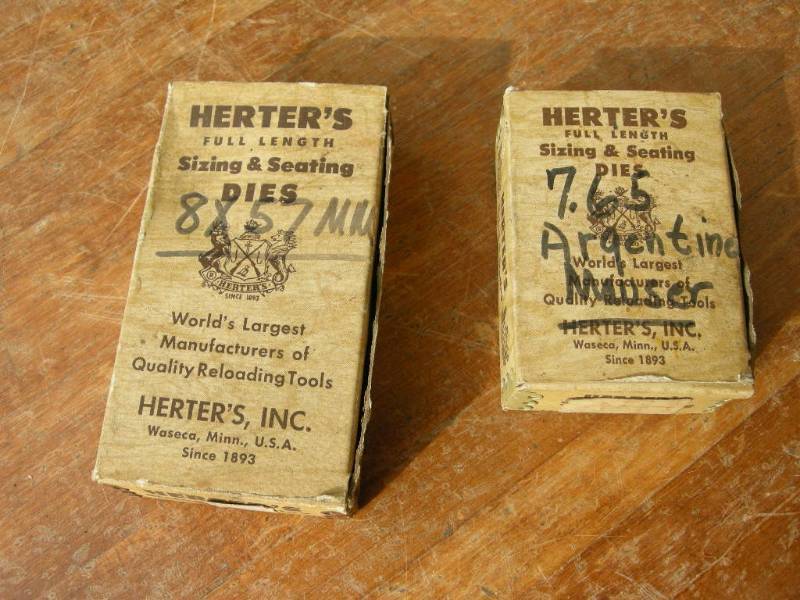 HERTER'S
FULL LENGTH
Sizing & Seating
DIES
8X57MM
HERTER'S
SINCE 1893
World's Largest
Manufacturers of
Quality Reloading Tools
HERTER'S, INC.
Waseca, Minn., U.S.A.
Since 1893
HERTER'S
FULL LENGTH
Sizing & Seating
DIES
7.65
Argentine
World's Largest
Manufacturers of
Quality Reloading Tools
HERTER'S, INC.
Waseca, Minn., U.S.A.
Since 1893